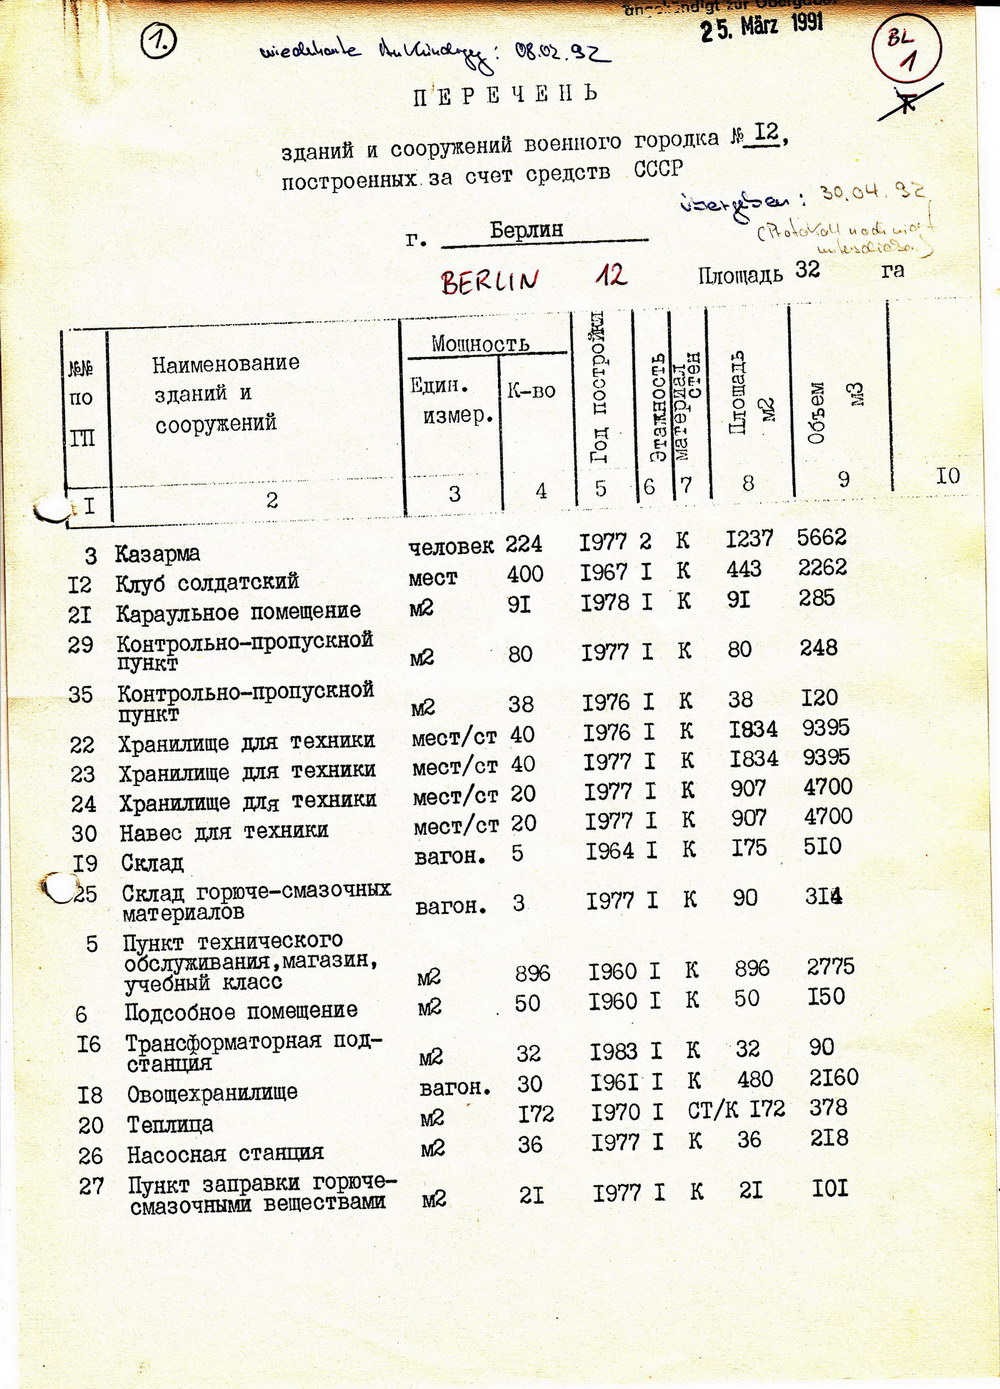 angekündigt zur Übergabe
25. März 1991
1.
wiederholte Ankündigung: 08.02.92
BL
1
ПЕРЕЧЕНЬ
зданий и сооружений военного городка № I2,
построенных за счет средств СССР
übergeben: 30.04.92
(Protokoll noch nicht
unterschrieben)
г. Берлин
BERLIN 12
Площадь 32 га
№№ по ГП | Наименование зданий и сооружений | Мощность | Един. измер. | К-во | Год постройки | Этажность | материал стен | Площадь м2 | Объем м3
I 2 3 4 5 6 7 8 9 I0
3 Казарма человек 224 I977 2 К I237 5662
I2 Клуб солдатский мест 400 I967 I К 443 2262
2I Караульное помещение м2 9I I978 I К 9I 285
29 Контрольно-пропускной
пункт м2 80 I977 I К 80 248
35 Контрольно-пропускной
пункт м2 38 I976 I К 38 I20
22 Хранилище для техники мест/ст 40 I976 I К I834 9395
23 Хранилище для техники мест/ст 40 I977 I К I834 9395
24 Хранилище для техники мест/ст 20 I977 I К 907 4700
30 Навес для техники мест/ст 20 I977 I К 907 4700
I9 Склад вагон. 5 I964 I К I75 5I0
25 Склад горюче-смазочных
материалов вагон. 3 I977 I К 90 3I4
5 Пункт технического
обслуживания,магазин,
учебный класс м2 896 I960 I К 896 2775
6 Подсобное помещение м2 50 I960 I К 50 I50
I6 Трансформаторная под-
станция м2 32 I983 I К 32 90
I8 Овощехранилище вагон. 30 I96I I К 480 2I60
20 Теплица м2 I72 I970 I СТ/К I72 378
26 Насосная станция м2 36 I977 I К 36 2I8
27 Пункт заправки горюче-
смазочными веществами м2 2I I977 I К 2I I0I